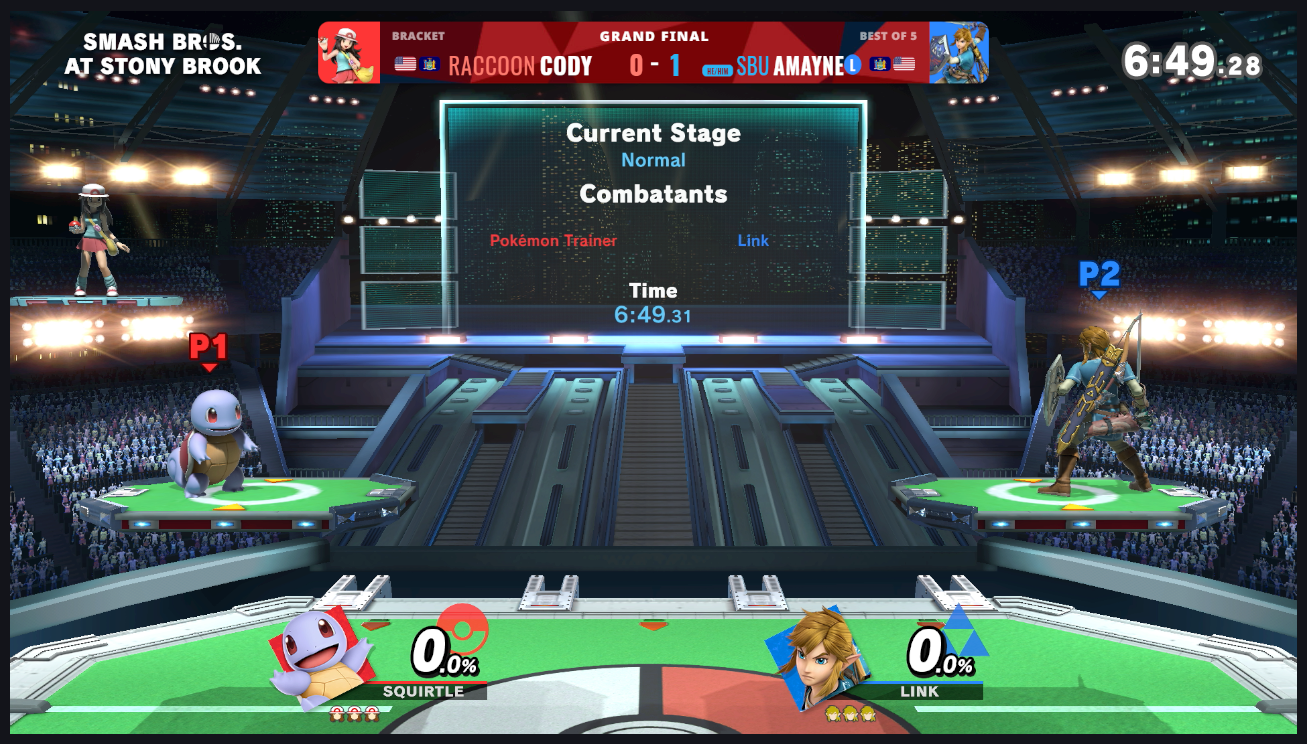 SMASH BROS.
AT STONY BROOK
BRACKET
GRAND FINAL
BEST OF 5
RACCOON CODY
0 - 1
HE/HIM
SBU AMAYNE
L
6:49.28
Current Stage
Normal
Combatants
Pokémon Trainer
Link
Time
6:49.31
P1
P2
0.0%
SQUIRTLE
0.0%
LINK